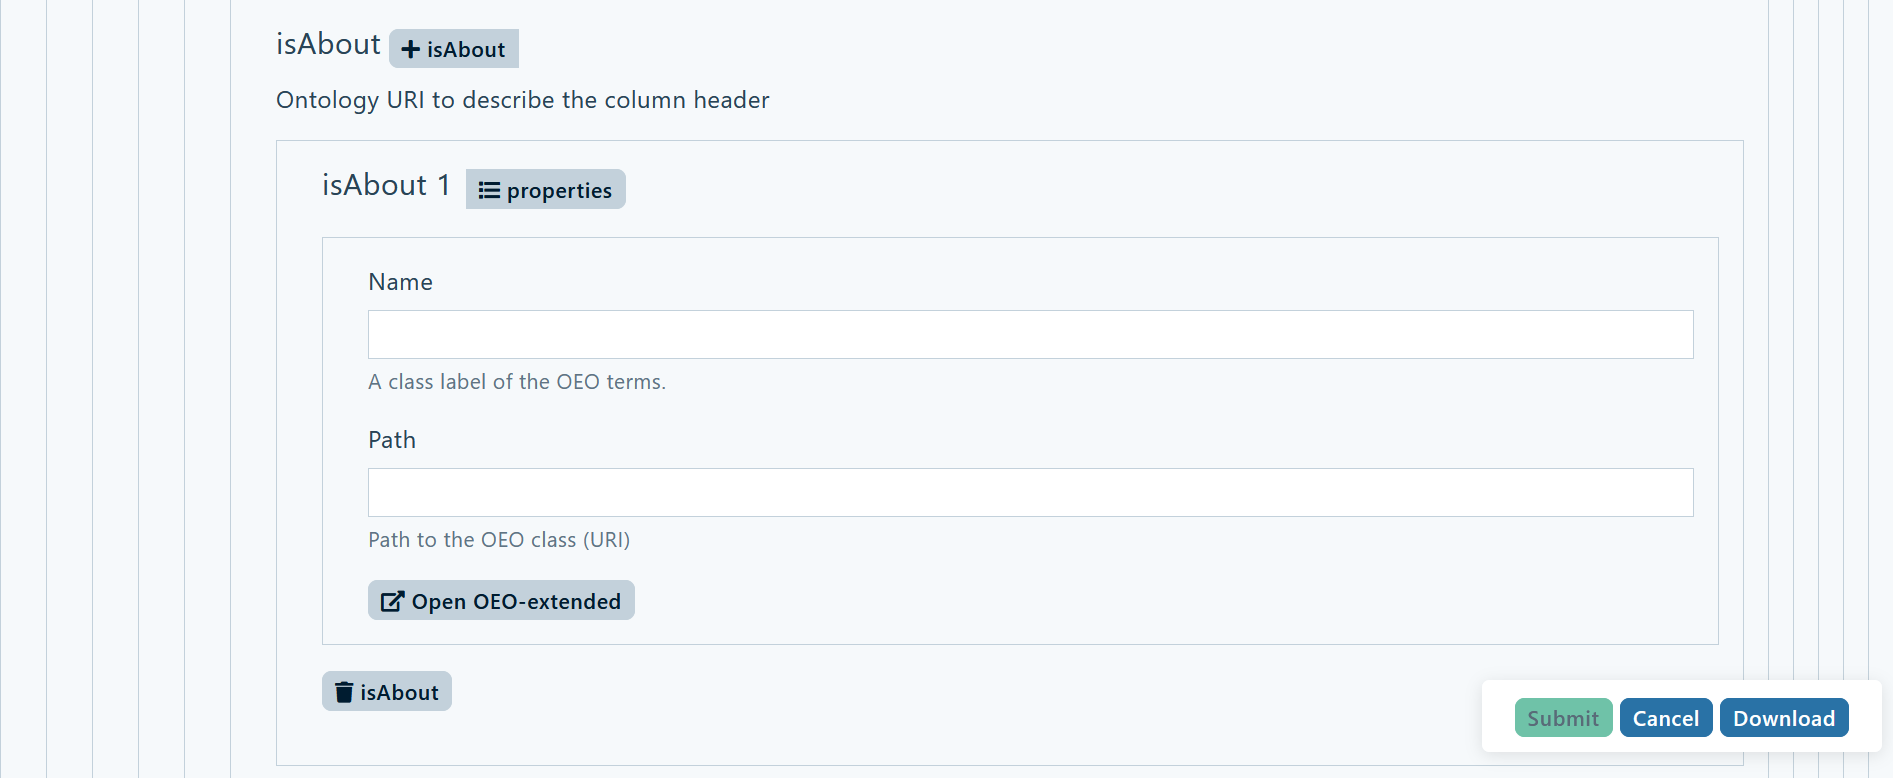 isAbout isAbout
Ontology URI to describe the column header
isAbout 1 properties
Name
A class label of the OEO terms.
Path
Path to the OEO class (URI)
Open OEO-extended
isAbout
Submit Cancel Download